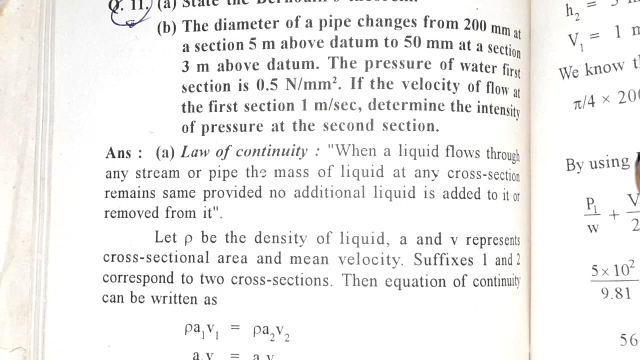 Q. 11. (a) State the
(b) The diameter of a pipe changes from 200 mm at
a section 5 m above datum to 50 mm at a section
3 m above datum. The pressure of water first
section is 0.5 N/mm². If the velocity of flow at
the first section 1 m/sec, determine the intensity
of pressure at the second section.
Ans : (a) Law of continuity : "When a liquid flows through
any stream or pipe the mass of liquid at any cross-section
remains same provided no additional liquid is added to it or
removed from it".
Let ρ be the density of liquid, a and v represents
cross-sectional area and mean velocity. Suffixes 1 and 2
correspond to two cross-sections. Then equation of continuity
can be written as
ρa₁v₁ = ρa₂v₂
h₂ =
V₁ = 1
We know
π/4 × 20
By using
P₁/w + V/2
5×10²/9.81
56